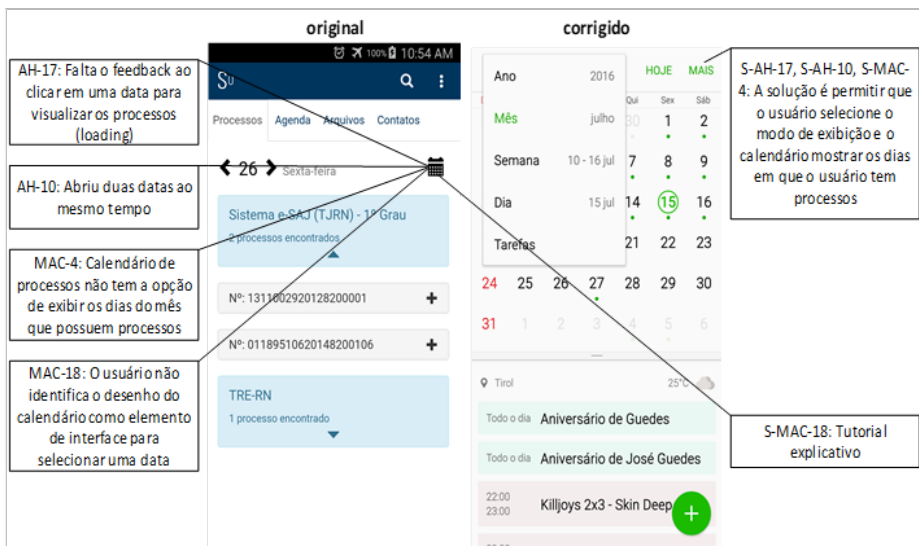 original
corrigido
AH-17: Falta o feedback ao
clicar em uma data para
visualizar os processos
(loading)
AH-10: Abriu duas datas ao
mesmo tempo
MAC-4: Calendário de
processos não tem a opção
de exibir os dias do mês
que possuem processos
MAC-18: O usuário não
identifica o desenho do
calendário como elemento
de interface para
selecionar uma data
100% 10:54 AM
SU
Processos Agenda Arquivos Contatos
26 Sexta-feira
Sistema e-SAJ (TJRN) - 1º Grau
2 processos encontrados
Nº: 1311002920128200001 +
Nº: 01189510620148200106 +
TRE-RN
1 processo encontrado
HOJE MAIS
Ano 2016
Mês julho
Semana 10 - 16 jul
Dia 15 jul
Tarefas
Qui Sex Sáb
30 1 2
7 8 9
14 15 16
21 22 23
24 25 26 27 28 29 30
31 1 2 3 4 5 6
Tirol 25°C
Todo o dia Aniversário de Guedes
Todo o dia Aniversário de José Guedes
22:00
23:00 Killjoys 2x3 - Skin Deep
+
S-AH-17, S-AH-10, S-MAC-
4: A solução é permitir que
o usuário selecione o
modo de exibição e o
calendário mostrar os dias
em que o usuário tem
processos
S-MAC-18: Tutorial
explicativo